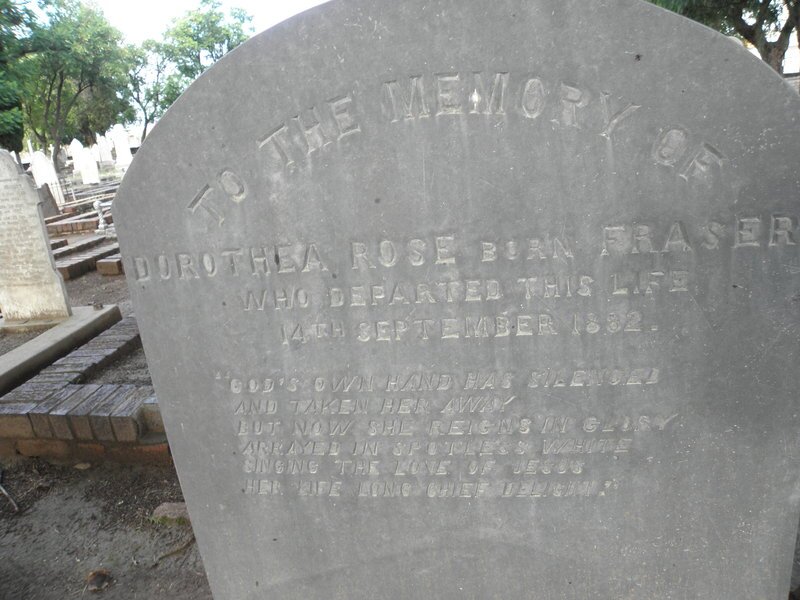 TO THE MEMORY OF
DOROTHEA ROSE BORN FRASER
WHO DEPARTED THIS LIFE
14TH SEPTEMBER 1882.
"GOD'S OWN HAND HAS SILENCED
AND TAKEN HER AWAY
BUT NOW SHE REIGNS IN GLORY
ARRAYED IN SPOTLESS WHITE
SINGING THE LOVE OF JESUS
HER LIFE LONG CHIEF DELIGHT."